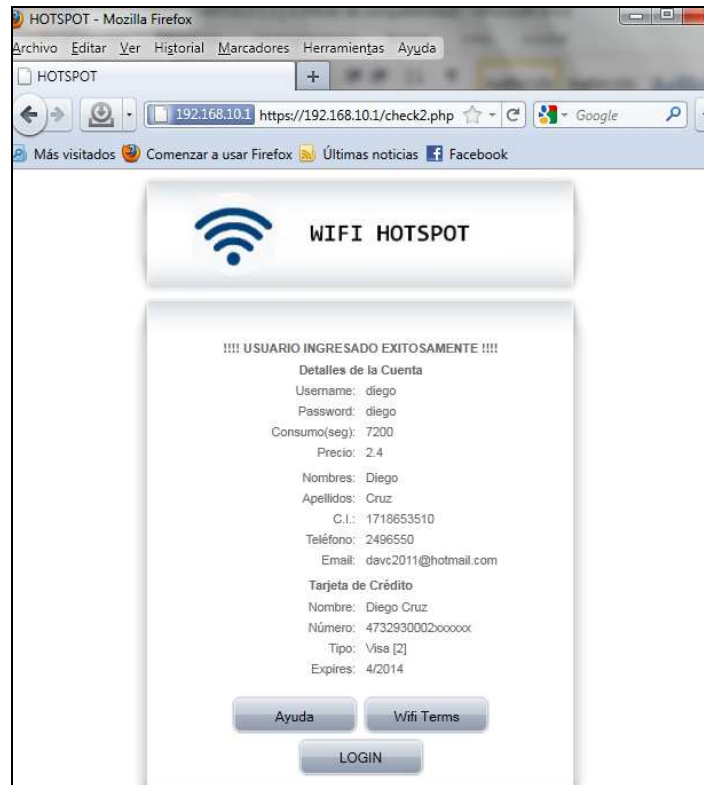 HOTSPOT - Mozilla Firefox
Archivo Editar Ver Historial Marcadores Herramientas Ayuda
HOTSPOT
192.168.10.1 https://192.168.10.1/check2.php Google
Más visitados Comenzar a usar Firefox Últimas noticias Facebook
WIFI HOTSPOT
!!!! USUARIO INGRESADO EXITOSAMENTE !!!!
Detalles de la Cuenta
Username: diego
Password: diego
Consumo(seg): 7200
Precio: 2.4
Nombres: Diego
Apellidos: Cruz
C.I.: 1718653510
Teléfono: 2496550
Email: davc2011@hotmail.com
Tarjeta de Crédito
Nombre: Diego Cruz
Número: 4732930002xxxxxx
Tipo: Visa [2]
Expires: 4/2014
Ayuda Wifi Terms
LOGIN